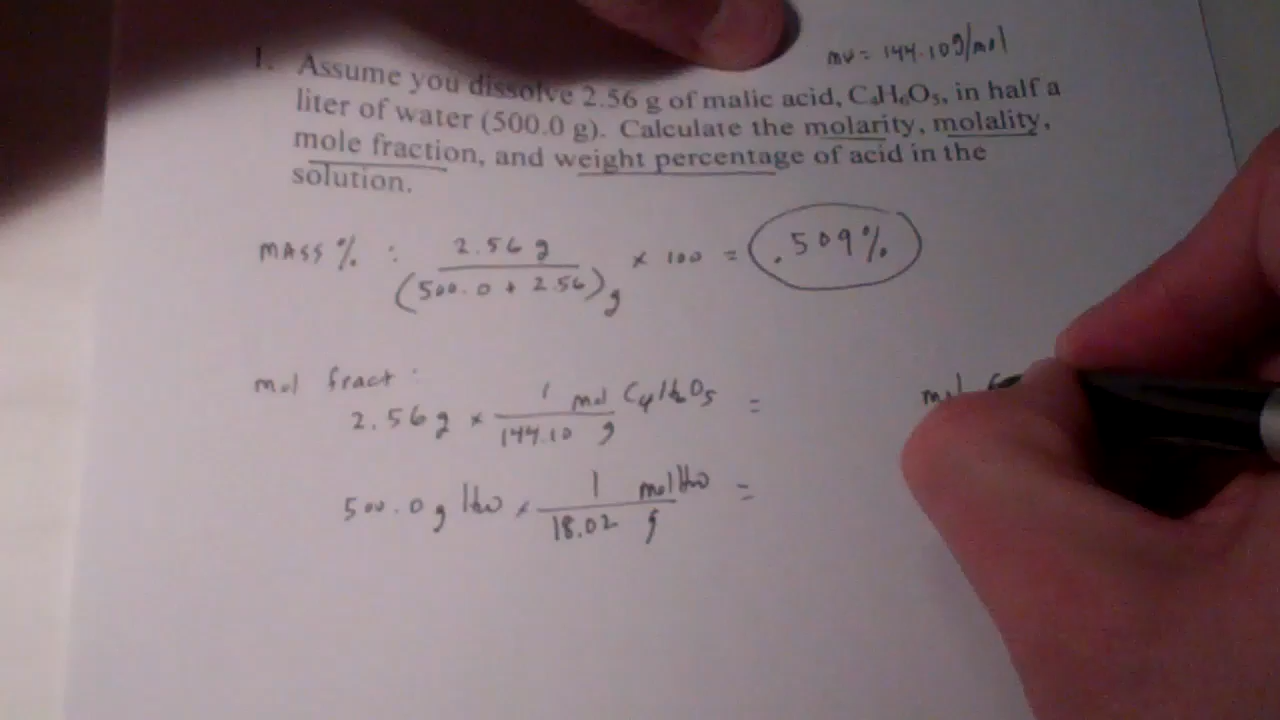 mw = 144.10 g/mol
1. Assume you dissolve 2.56 g of malic acid, C₄H₆O₅, in half a
liter of water (500.0 g). Calculate the molarity, molality,
mole fraction, and weight percentage of acid in the
solution.
MASS % : 2.56 g / (500.0 + 2.56) g × 100 = .509%
mol fract :
2.56 g × 1 mol C₄H₂O₅ / 144.10 g =
mol
500.0 g H₂O × 1 mol H₂O / 18.02 g =